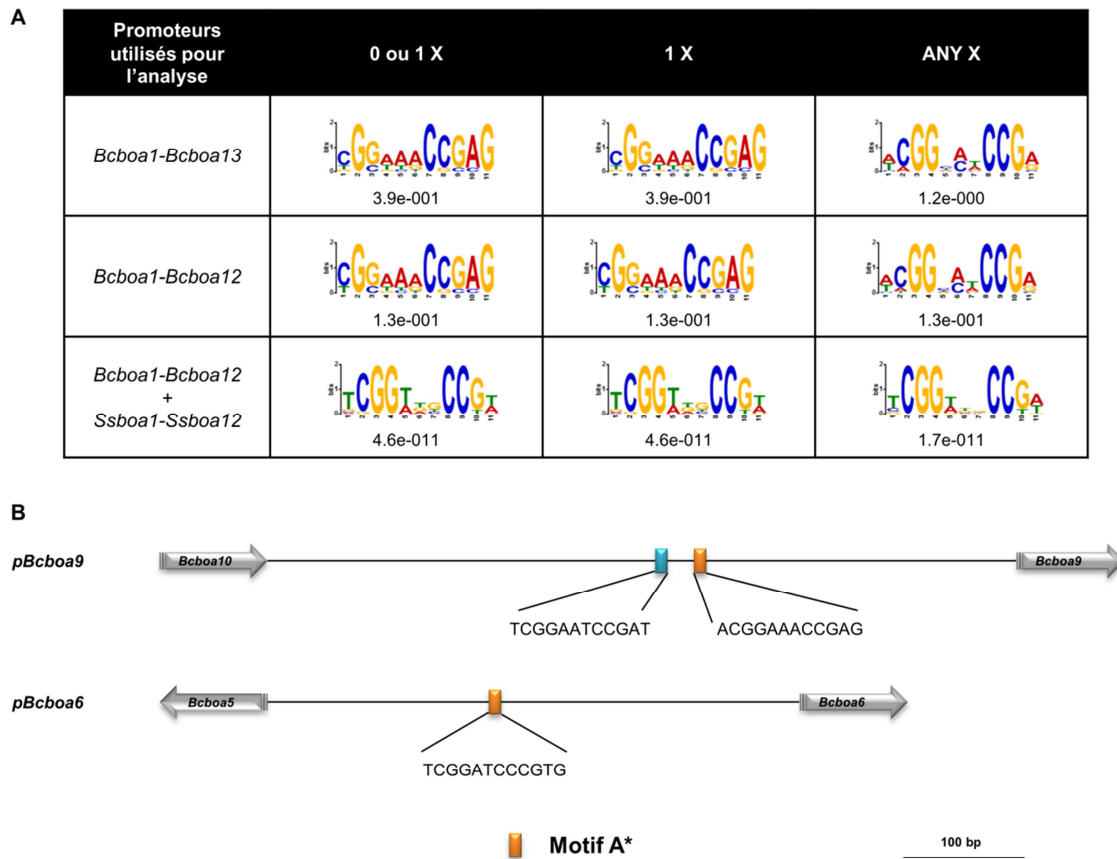 A
Promoteurs
utilisés pour
l'analyse
0 ou 1 X
1 X
ANY X
Bcboa1-Bcboa13
3.9e-001
3.9e-001
1.2e-000
Bcboa1-Bcboa12
1.3e-001
1.3e-001
1.3e-001
Bcboa1-Bcboa12
+
Ssboa1-Ssboa12
4.6e-011
4.6e-011
1.7e-011
B
pBcboa9
Bcboa10
Bcboa9
TCGGAATCCGAT
ACGGAAACCGAG
pBcboa6
Bcboa5
Bcboa6
TCGGATCCCGTG
Motif A*
100 bp